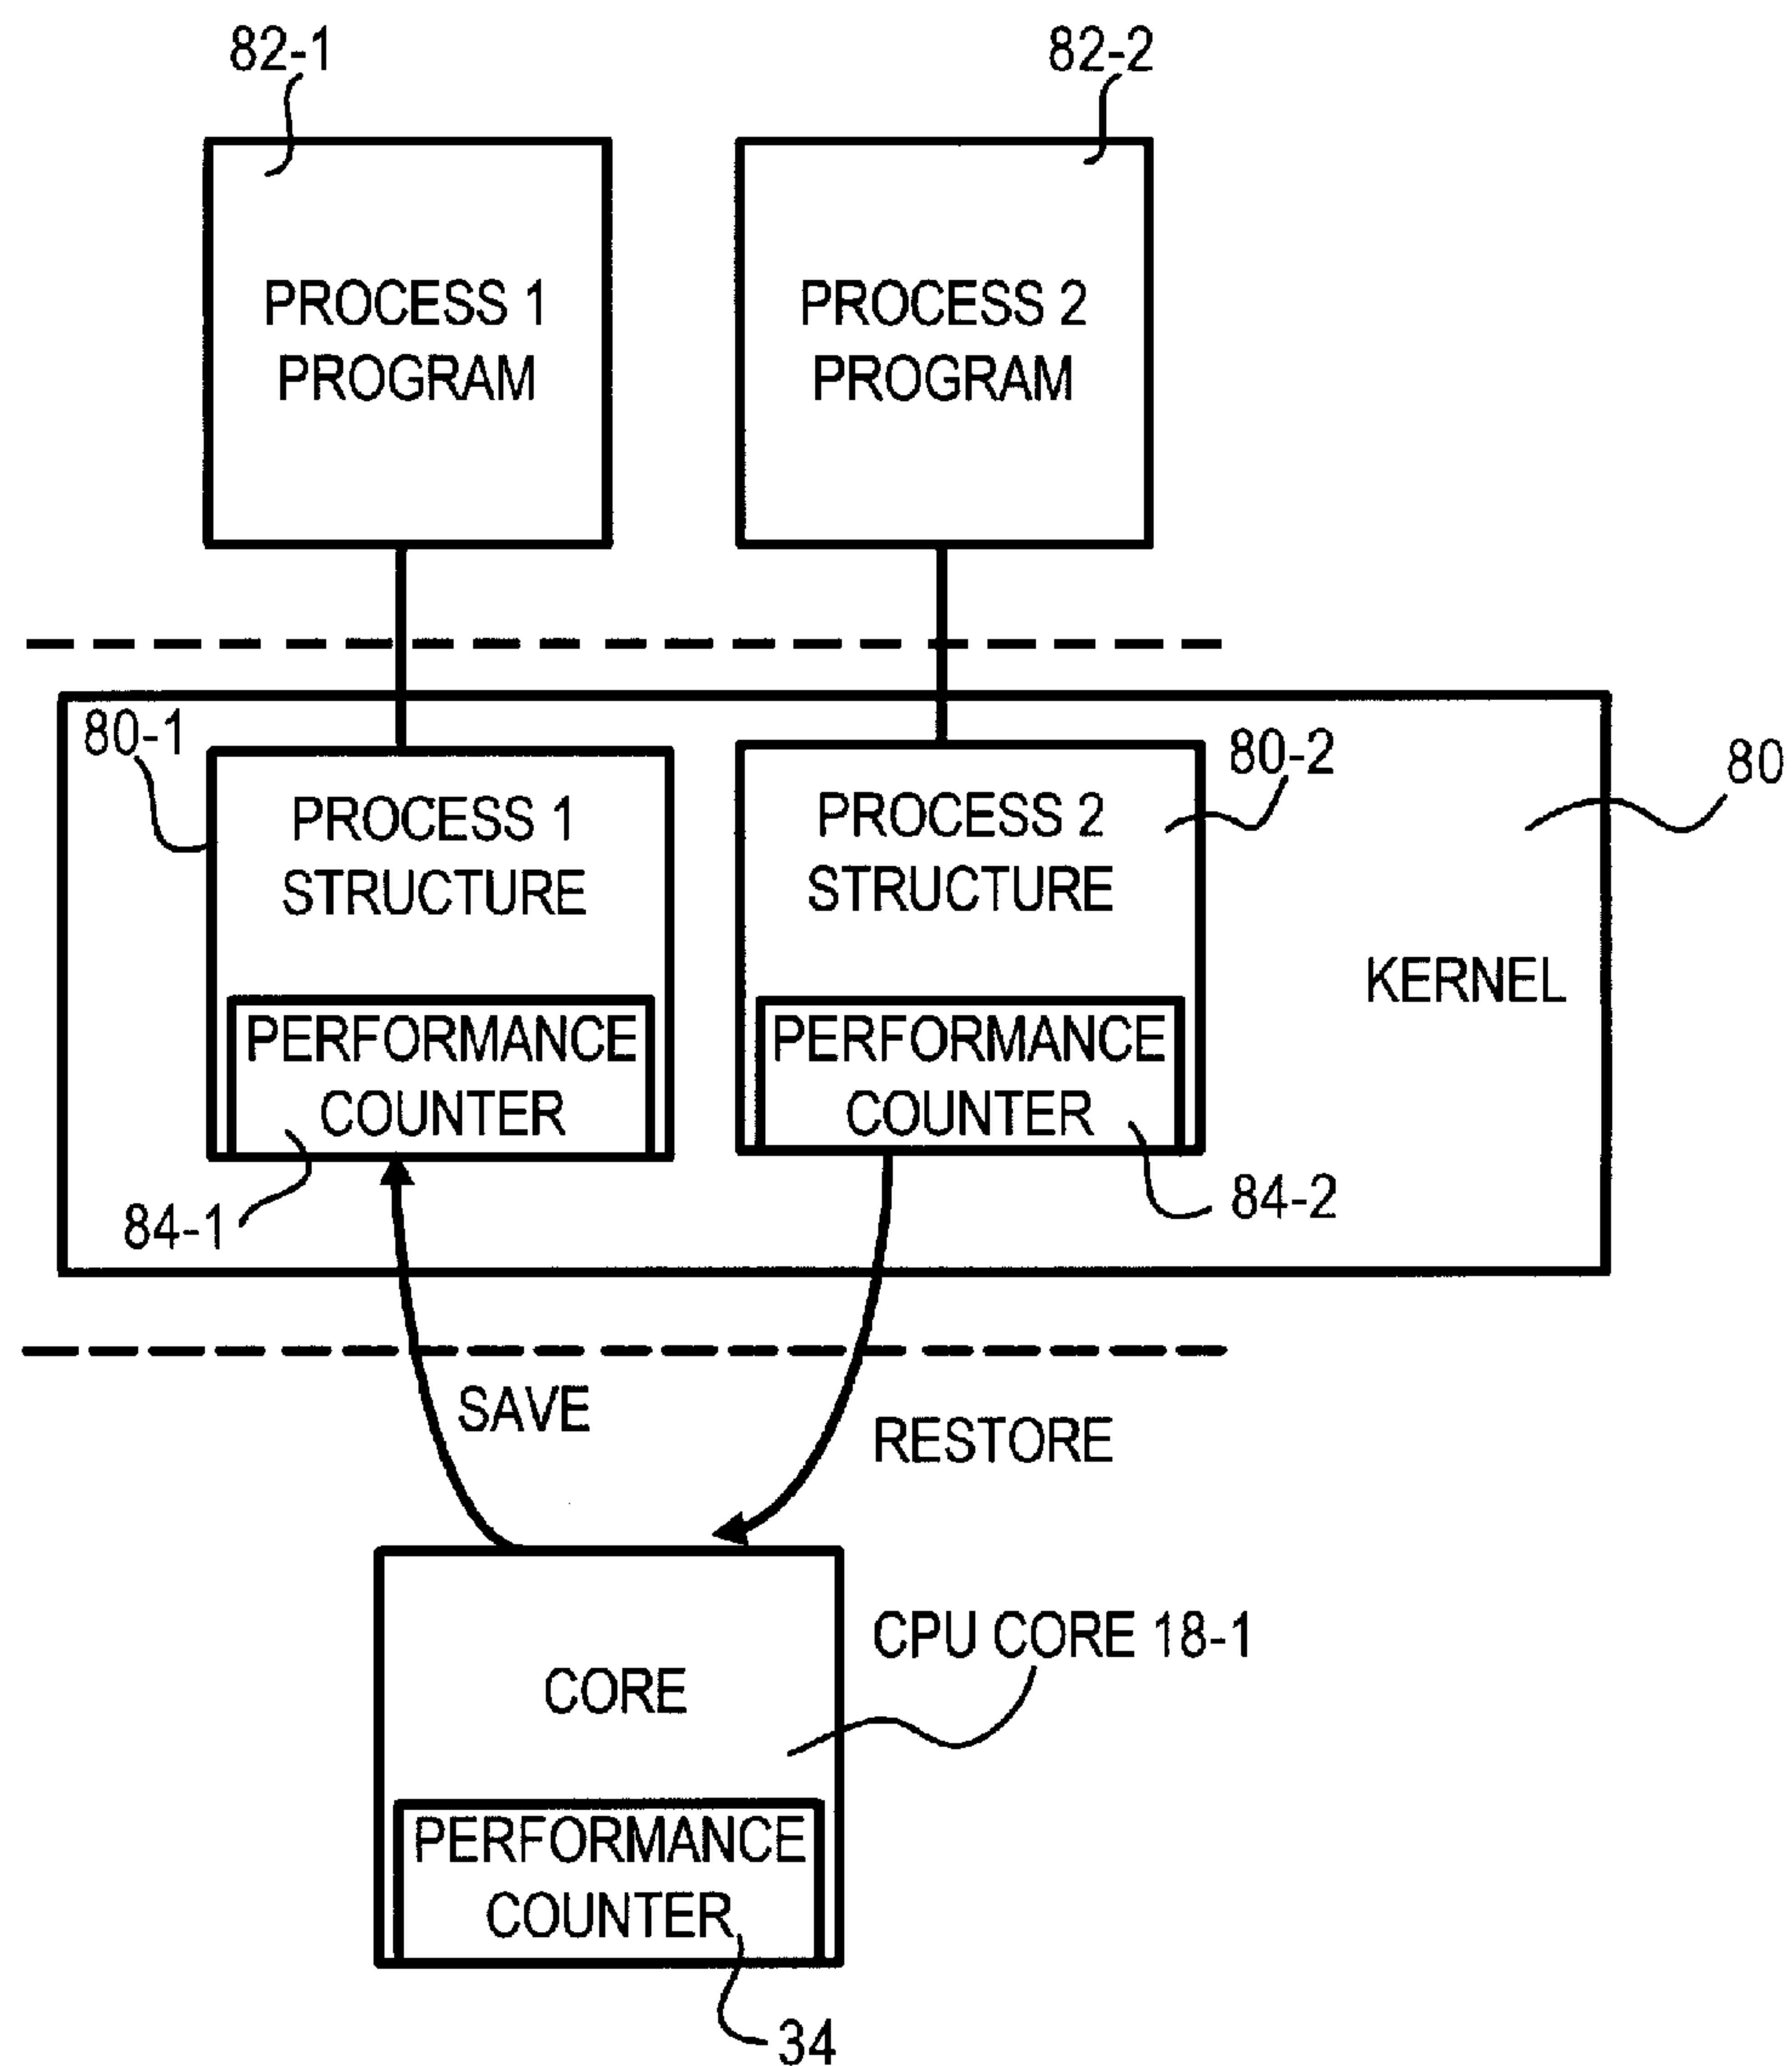 82-1
82-2
PROCESS 1
PROGRAM
PROCESS 2
PROGRAM
80-1
80-2
80
PROCESS 1
STRUCTURE
PROCESS 2
STRUCTURE
KERNEL
PERFORMANCE
COUNTER
PERFORMANCE
COUNTER
84-1
84-2
SAVE
RESTORE
CPU CORE 18-1
CORE
PERFORMANCE
COUNTER
34